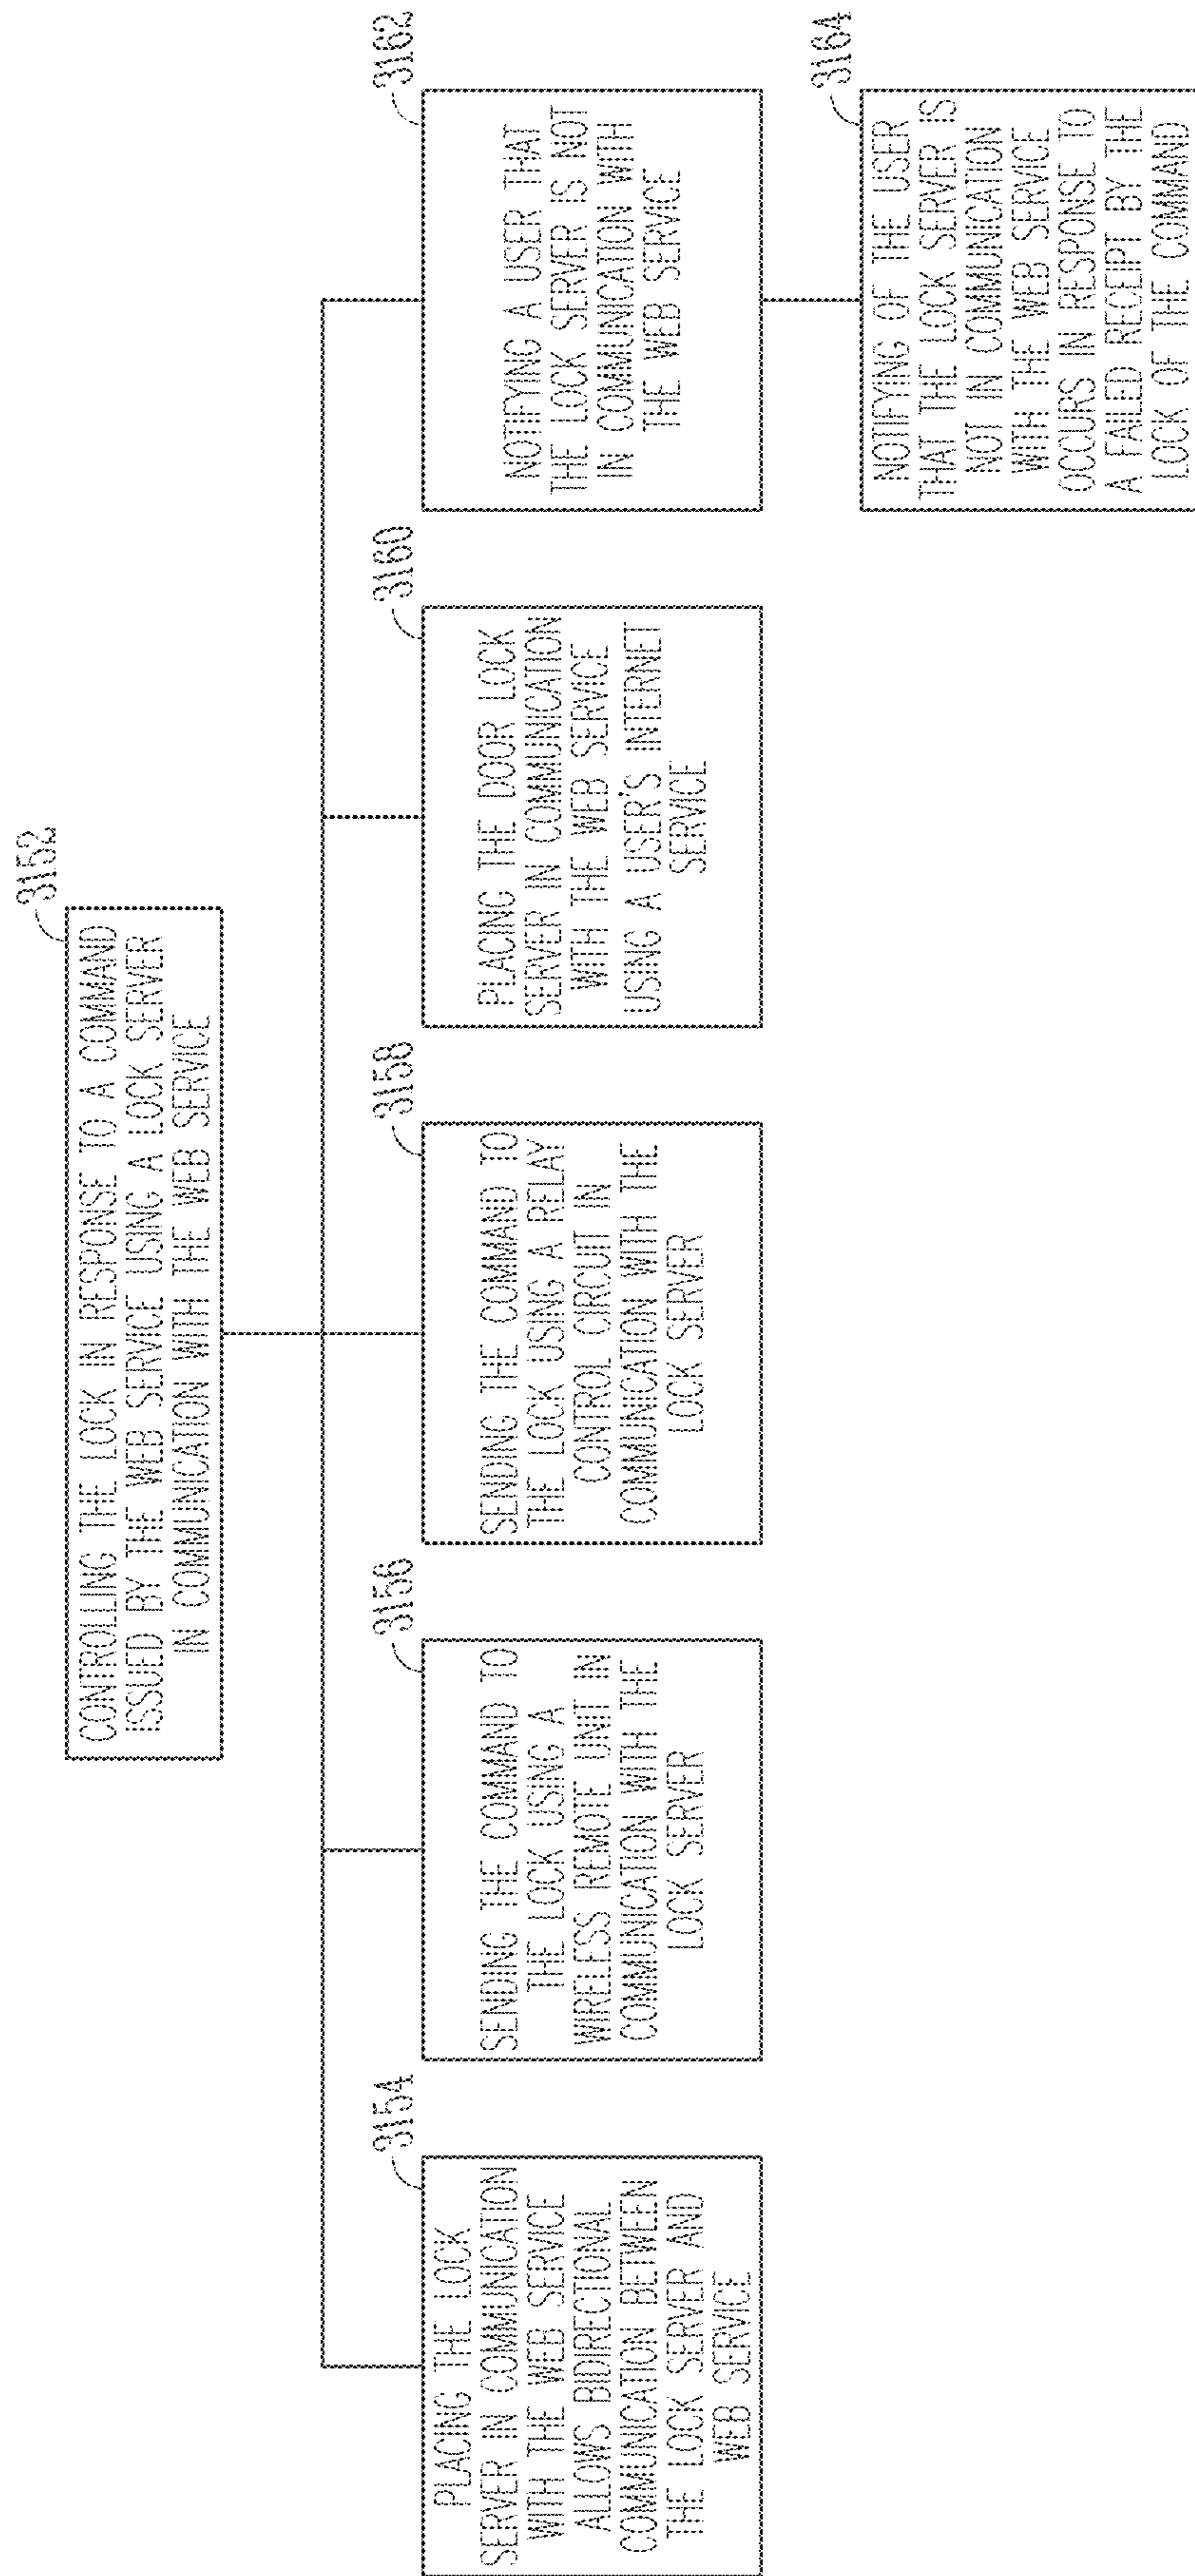 3152
CONTROLLING THE LOCK IN RESPONSE TO A COMMAND
ISSUED BY THE WEB SERVICE USING A LOCK SERVER
IN COMMUNICATION WITH THE WEB SERVICE
3154
PLACING THE LOCK
SERVER IN COMMUNICATION
WITH THE WEB SERVICE
ALLOWS BIDIRECTIONAL
COMMUNICATION BETWEEN
THE LOCK SERVER AND
WEB SERVICE
3156
SENDING THE COMMAND TO
THE LOCK USING A
WIRELESS REMOTE UNIT IN
COMMUNICATION WITH THE
LOCK SERVER
3158
SENDING THE COMMAND TO
THE LOCK USING A RELAY
CONTROL CIRCUIT IN
COMMUNICATION WITH THE
LOCK SERVER
3160
PLACING THE DOOR LOCK
SERVER IN COMMUNICATION
WITH THE WEB SERVICE
USING A USER'S INTERNET
SERVICE
3162
NOTIFYING A USER THAT
THE LOCK SERVER IS NOT
IN COMMUNICATION WITH
THE WEB SERVICE
3164
NOTIFYING OF THE USER
THAT THE LOCK SERVER IS
NOT IN COMMUNICATION
WITH THE WEB SERVICE
OCCURS IN RESPONSE TO
A FAILED RECEIPT BY THE
LOCK OF THE COMMAND